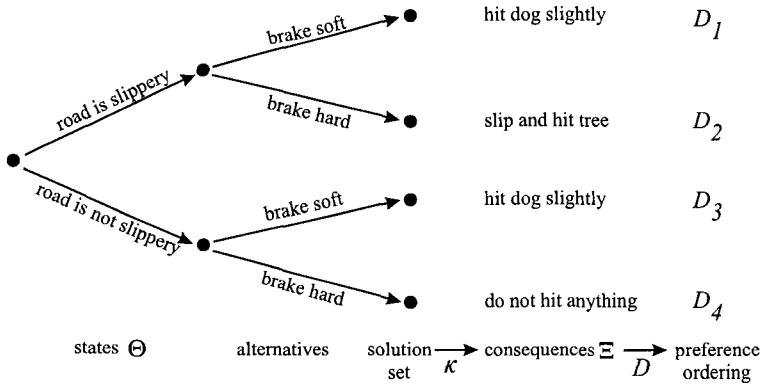 brake soft hit dog slightly D1
road is slippery
brake hard slip and hit tree D2
road is not slippery
brake soft hit dog slightly D3
brake hard do not hit anything D4
states Θ alternatives solution set κ consequences Ξ D preference ordering